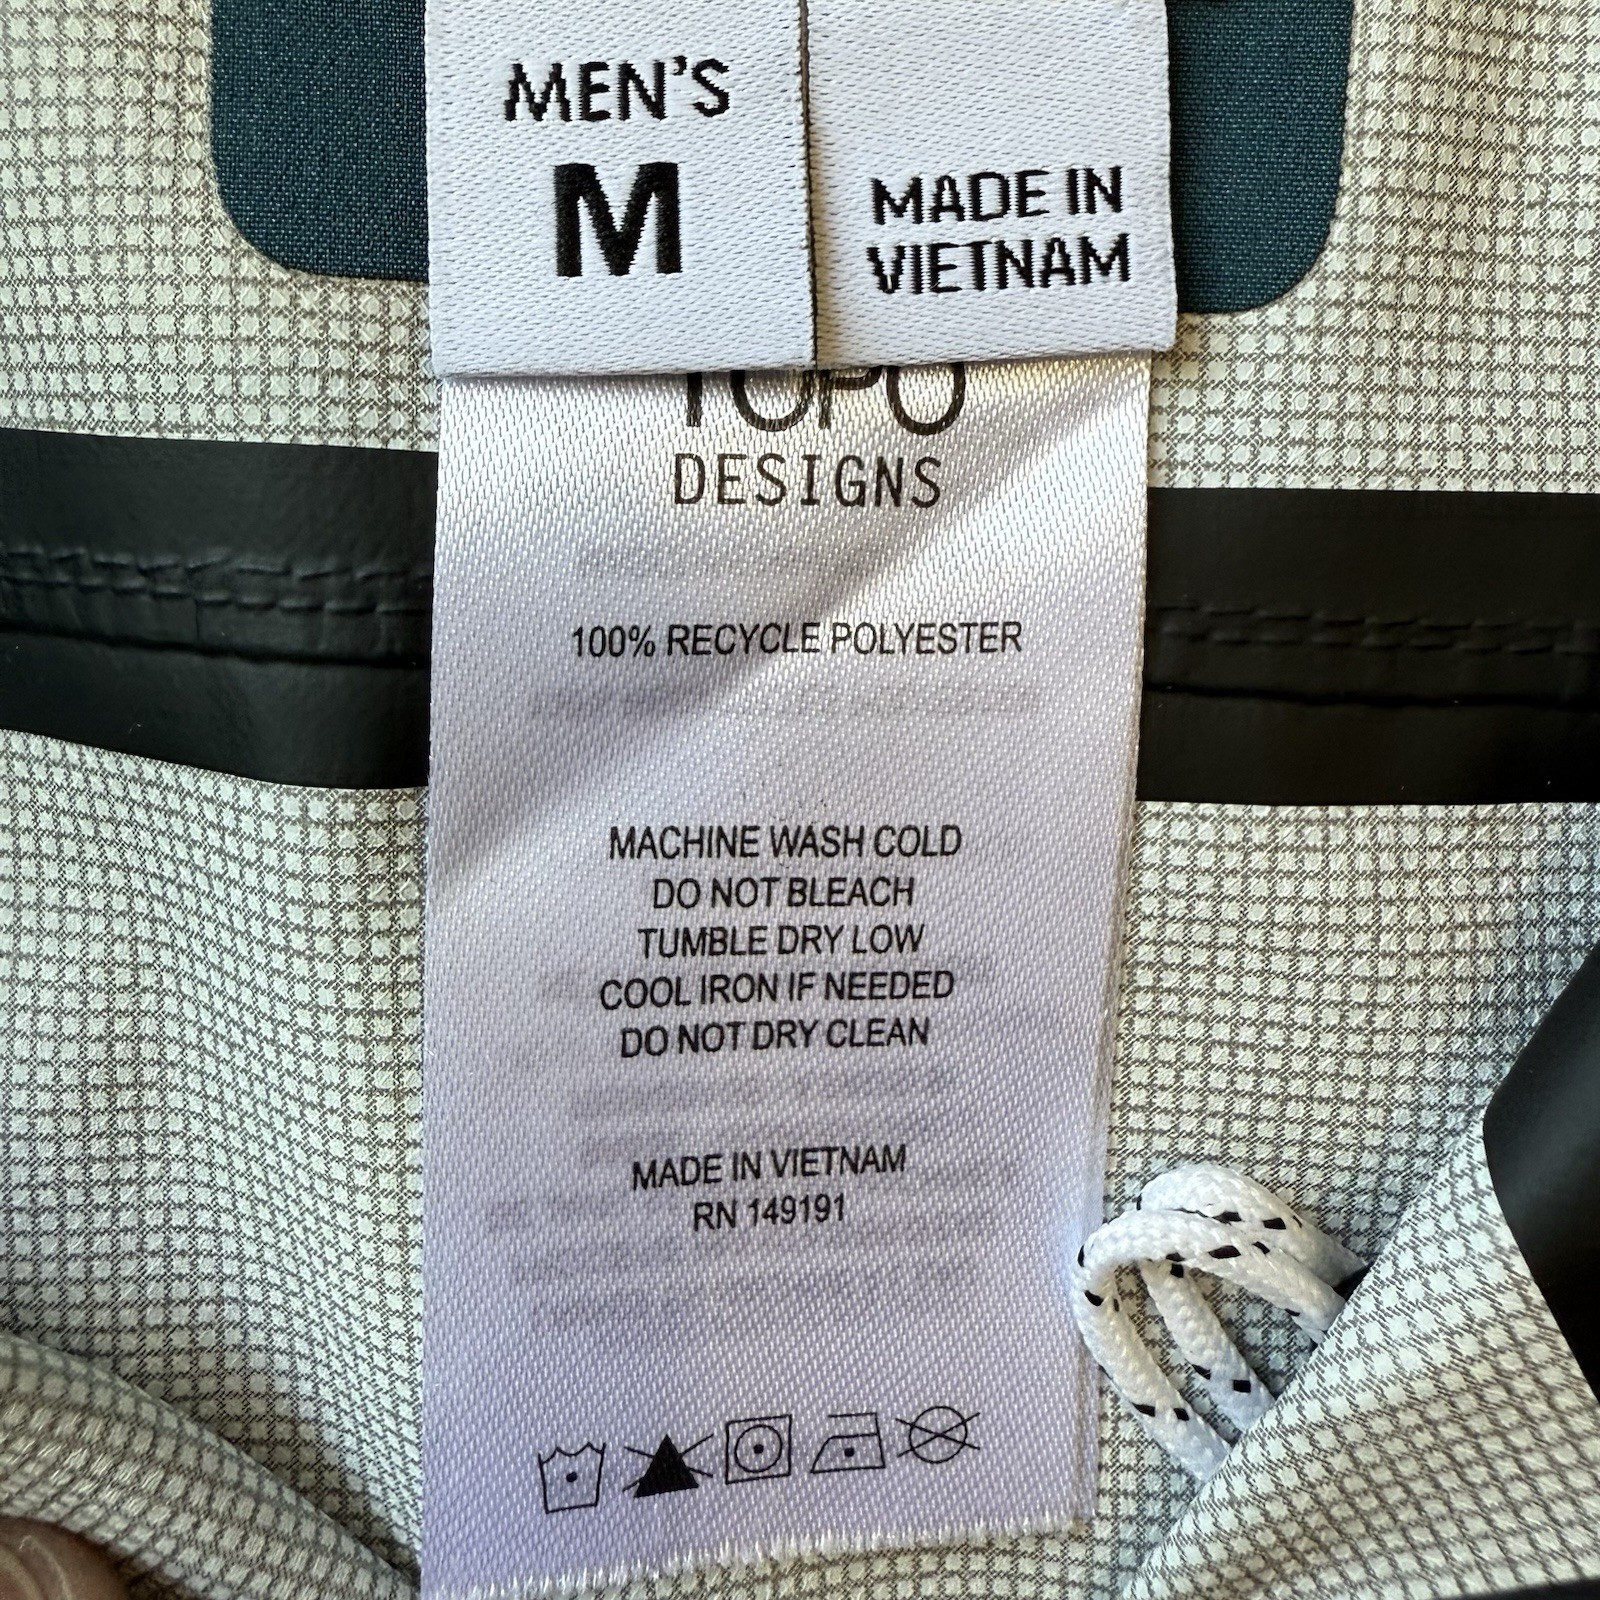 MEN'S
M
MADE IN
VIETNAM
TOPO
DESIGNS
100% RECYCLE POLYESTER
MACHINE WASH COLD
DO NOT BLEACH
TUMBLE DRY LOW
COOL IRON IF NEEDED
DO NOT DRY CLEAN
MADE IN VIETNAM
RN 149191